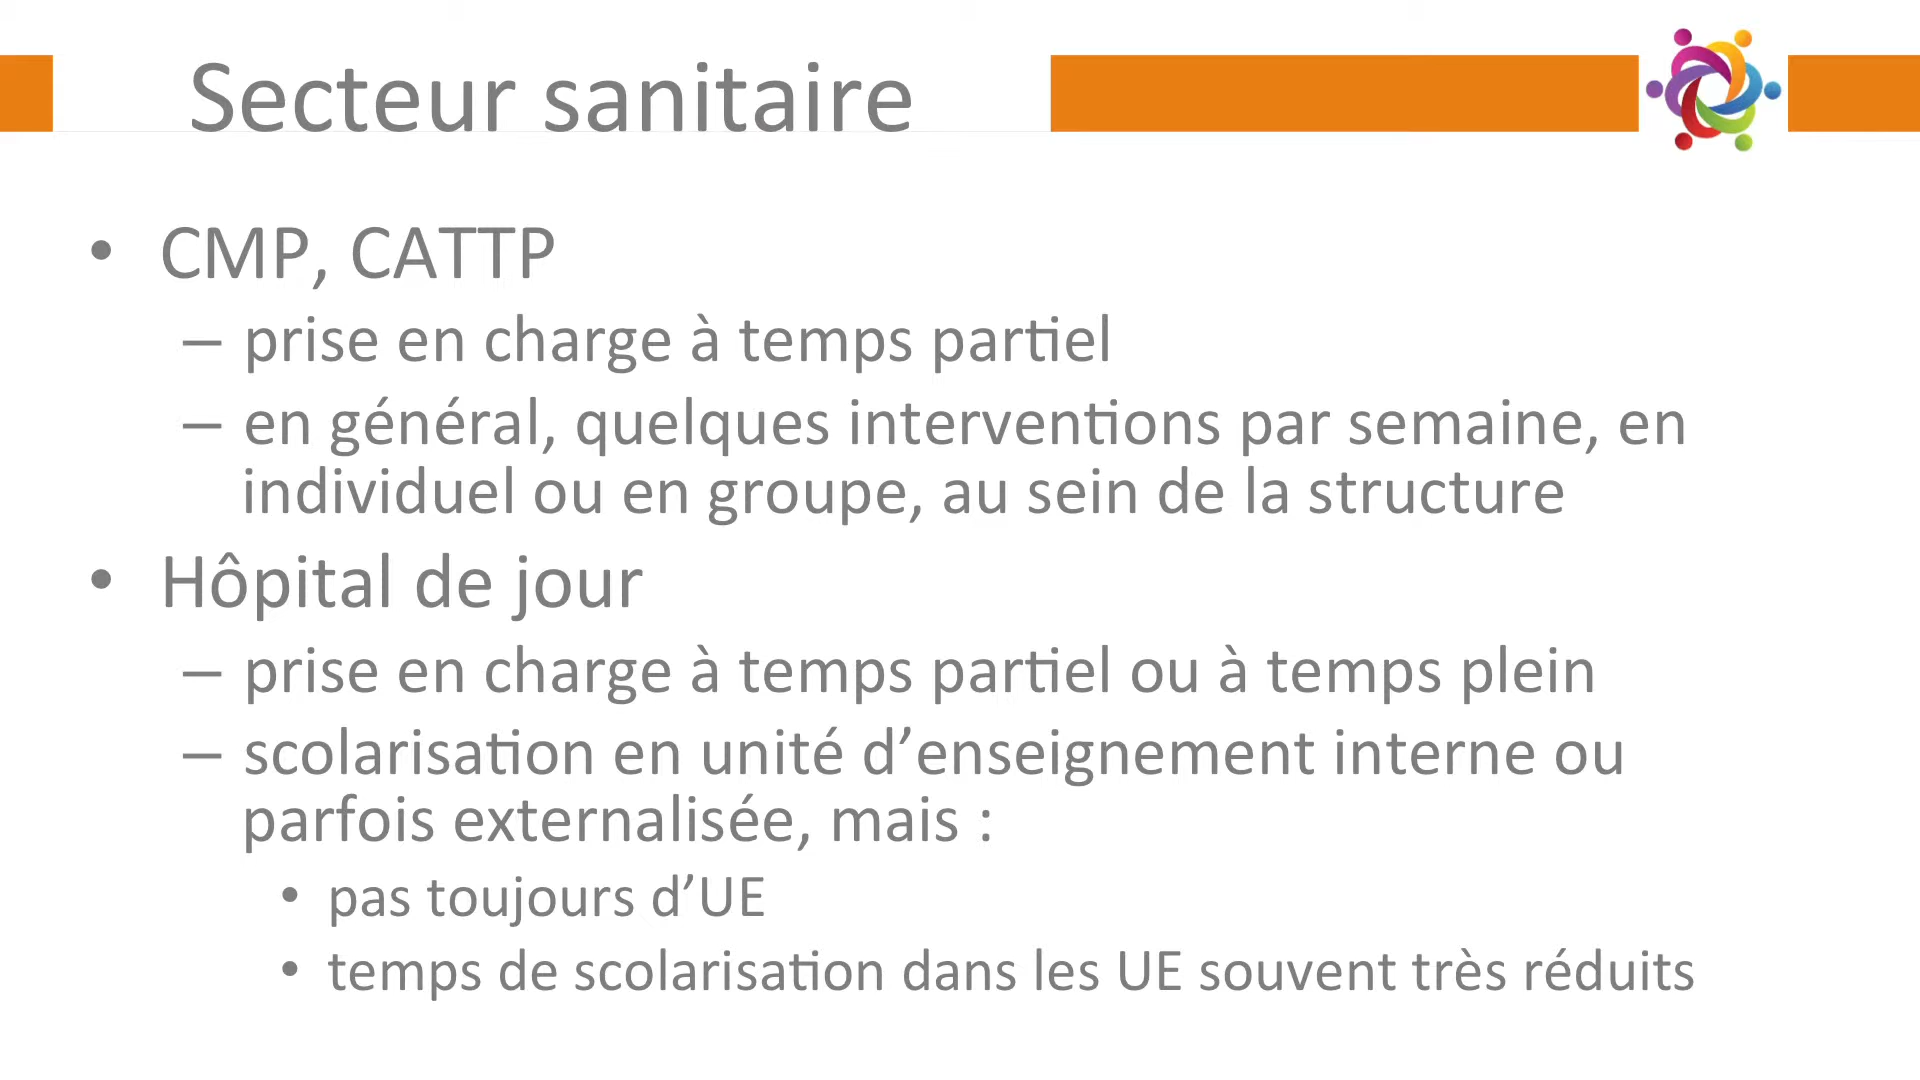 Secteur sanitaire
• CMP, CATTP
– prise en charge à temps partiel
– en général, quelques interventions par semaine, en
individuel ou en groupe, au sein de la structure
• Hôpital de jour
– prise en charge à temps partiel ou à temps plein
– scolarisation en unité d’enseignement interne ou
parfois externalisée, mais :
• pas toujours d’UE
• temps de scolarisation dans les UE souvent très réduits